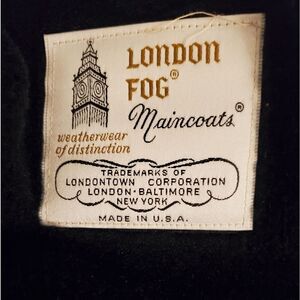 LONDON
FOG®
Maincoats®
weatherwear
of distinction
TRADEMARKS OF
LONDONTOWN CORPORATION
LONDON · BALTIMORE
NEW YORK
MADE IN U.S.A.